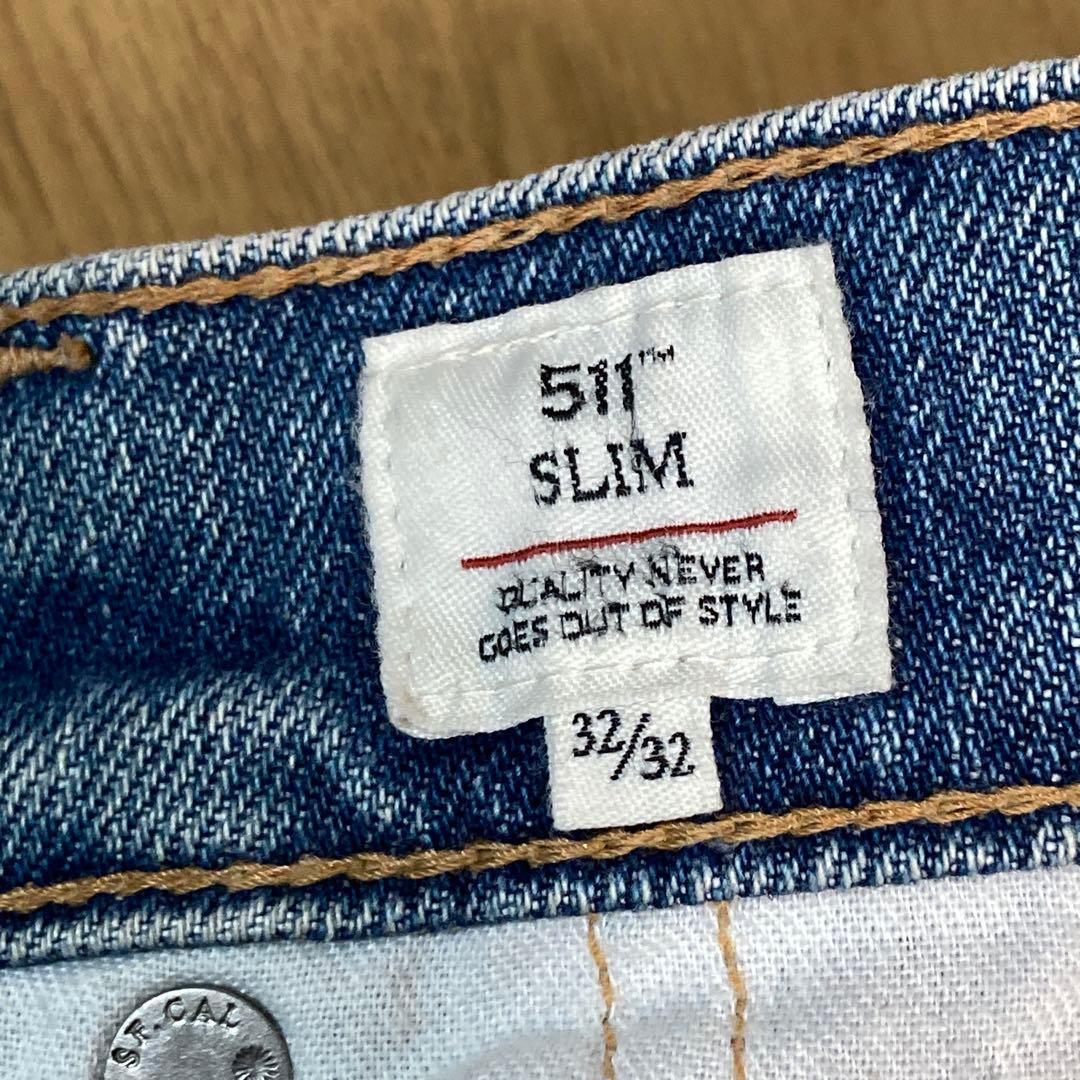 511™
SLIM
QUALITY NEVER
GOES OUT OF STYLE
32/32
S.F. CAL